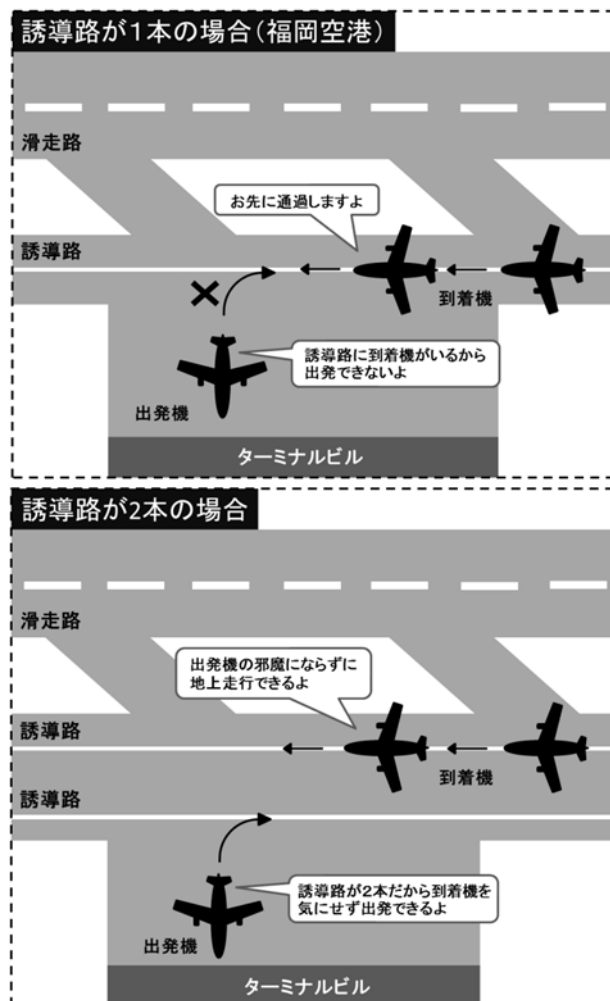 誘導路が1本の場合(福岡空港)
滑走路
お先に通過しますよ
誘導路
到着機
誘導路に到着機がいるから
出発できないよ
出発機
ターミナルビル
誘導路が2本の場合
滑走路
出発機の邪魔にならずに
地上走行できるよ
誘導路
到着機
誘導路
誘導路が2本だから到着機を
気にせず出発できるよ
出発機
ターミナルビル